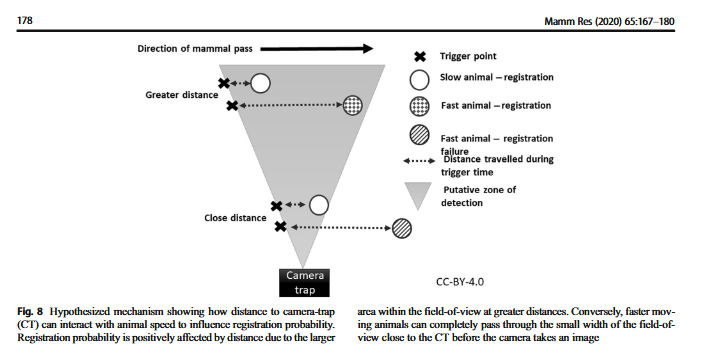 178
Mamm Res (2020) 65:167–180
Direction of mammal pass
Trigger point
Slow animal – registration
Greater distance
Fast animal – registration
Fast animal – registration
failure
Distance travelled during
trigger time
Putative zone of
detection
Close distance
Camera
trap
CC-BY-4.0
Fig. 8 Hypothesized mechanism showing how distance to camera-trap
(CT) can interact with animal speed to influence registration probability.
Registration probability is positively affected by distance due to the larger
area within the field-of-view at greater distances. Conversely, faster mov-
ing animals can completely pass through the small width of the field-of-
view close to the CT before the camera takes an image